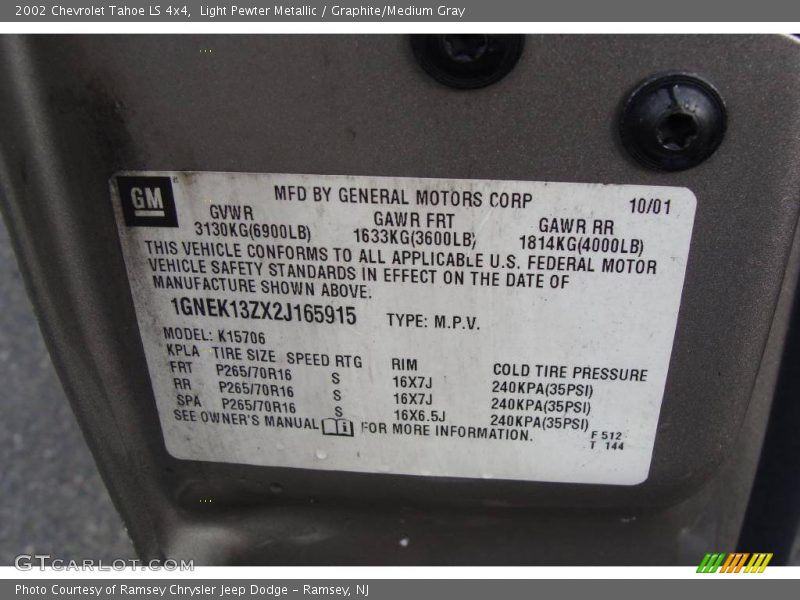 2002 Chevrolet Tahoe LS 4x4,  Light Pewter Metallic / Graphite/Medium Gray
GM
MFD BY GENERAL MOTORS CORP 10/01
GVWR GAWR FRT GAWR RR
3130KG(6900LB) 1633KG(3600LB) 1814KG(4000LB)
THIS VEHICLE CONFORMS TO ALL APPLICABLE U.S. FEDERAL MOTOR
VEHICLE SAFETY STANDARDS IN EFFECT ON THE DATE OF
MANUFACTURE SHOWN ABOVE.
1GNEK13ZX2J165915 TYPE: M.P.V.
MODEL: K15706
KPLA TIRE SIZE SPEED RTG RIM COLD TIRE PRESSURE
FRT P265/70R16 S 16X7J 240KPA(35PSI)
RR P265/70R16 S 16X7J 240KPA(35PSI)
SPA P265/70R16 S 16X6.5J 240KPA(35PSI)
SEE OWNER'S MANUAL i FOR MORE INFORMATION. F 512
T 144
GTCarlot.com
Photo Courtesy of Ramsey Chrysler Jeep Dodge – Ramsey, NJ